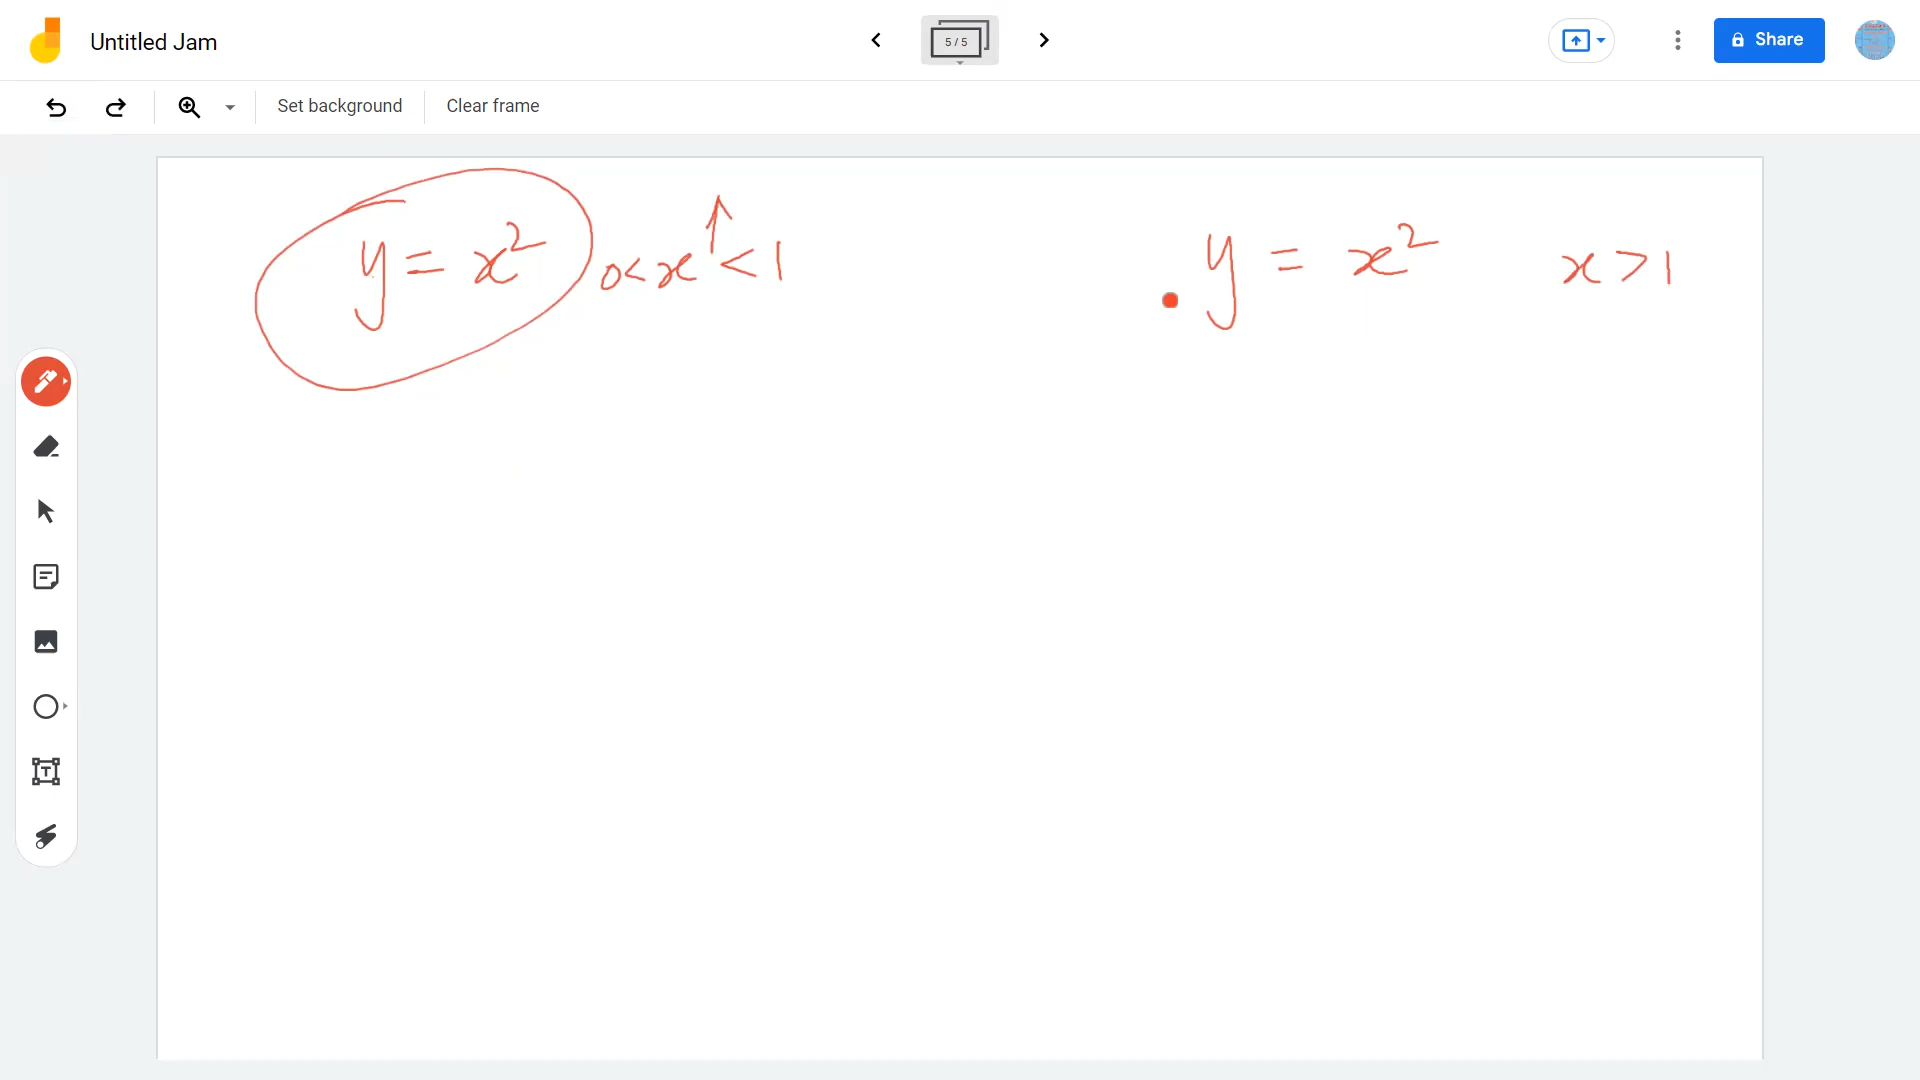 Untitled Jam
5 / 5
Share
Set background
Clear frame
y = x² 0<x<1
y = x² x>1